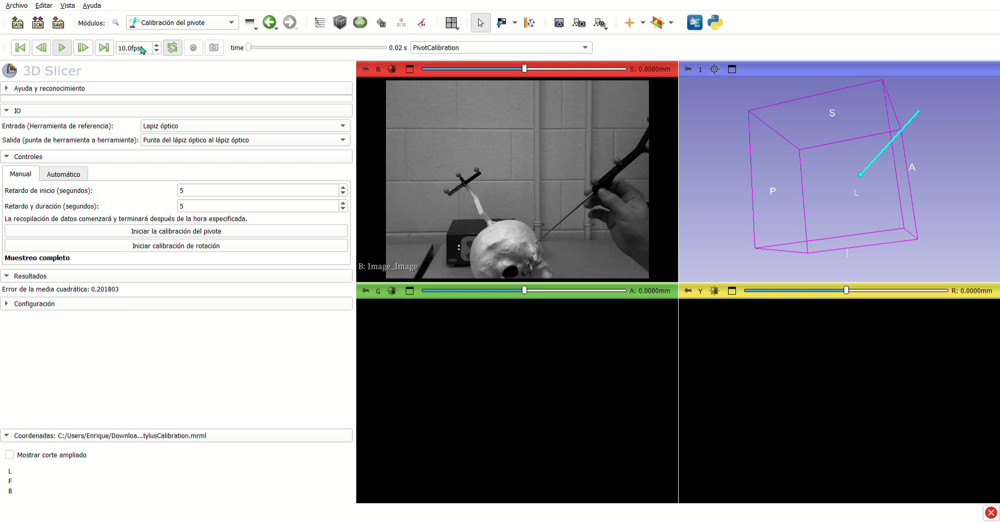 Archivo Editar Vista Ayuda
DATA DCM SAVE Módulos: Calibración del pivote
10.0fps time 0.02 s PivotCalibration
3D Slicer
Ayuda y reconocimiento
IO
Entrada (Herramienta de referencia): Lapiz óptico
Salida (punta de herramienta a herramienta): Punta del lápiz óptico al lápiz óptico
Controles
Manual Automático
Retardo de inicio (segundos): 5
Retardo y duración (segundos): 5
La recopilación de datos comenzará y terminará después de la hora especificada.
Iniciar la calibración del pivote
Iniciar calibración de rotación
Muestreo completo
Resultados
Error de la media cuadrática: 0.201803
Configuración
Coordenadas: C:/Users/Enrique/Downloa...tylusCalibration.mrml
Mostrar corte ampliado
L
F
B
R S: 0.0000mm
B: Image_Image
1
S
A
P
L
I
G A: 0.0000mm
Y R: 0.0000mm